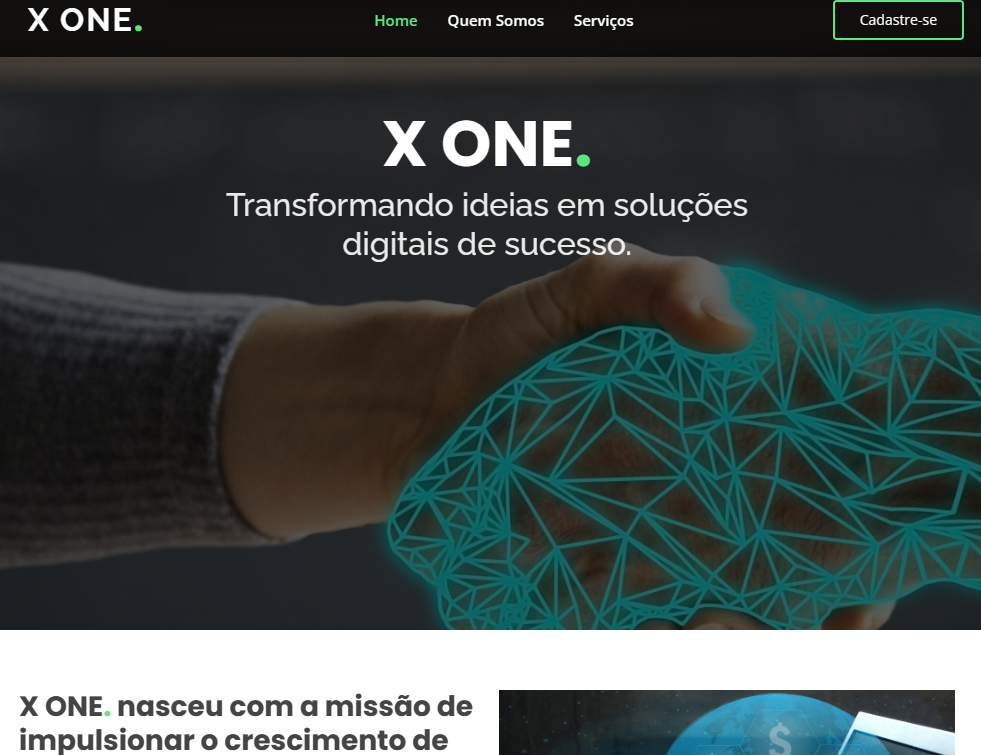 X ONE.
Home Quem Somos Serviços
Cadastre-se
X ONE.
Transformando ideias em soluções
digitais de sucesso.
X ONE. nasceu com a missão de
impulsionar o crescimento de
$